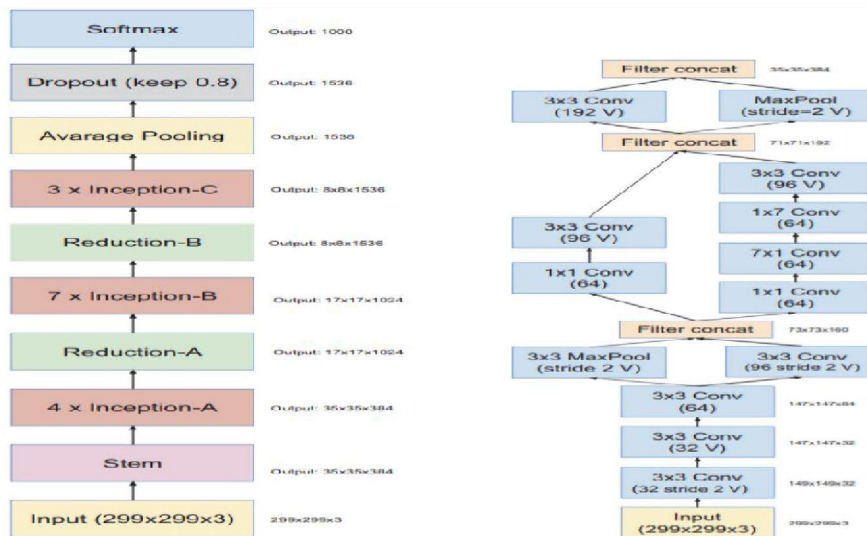 Softmax
Output: 1000
Dropout (keep 0.8)
Output: 1536
Avarage Pooling
Output: 1536
3 x Inception-C
Output: 8x8x1536
Reduction-B
Output: 8x8x1536
7 x Inception-B
Output: 17x17x1024
Reduction-A
Output: 17x17x1024
4 x Inception-A
Output: 35x35x384
Stem
Output: 35x35x384
Input (299x299x3)
299x299x3
Filter concat
35x35x384
3x3 Conv
(192 V)
MaxPool
(stride=2 V)
Filter concat
71x71x192
3x3 Conv
(96 V)
1x7 Conv
(64)
3x3 Conv
(96 V)
7x1 Conv
(64)
1x1 Conv
(64)
1x1 Conv
(64)
Filter concat
73x73x160
3x3 MaxPool
(stride 2 V)
3x3 Conv
(96 stride 2 V)
3x3 Conv
(64)
147x147x64
3x3 Conv
(32 V)
147x147x32
3x3 Conv
(32 stride 2 V)
149x149x32
Input
(299x299x3)
299x299x3